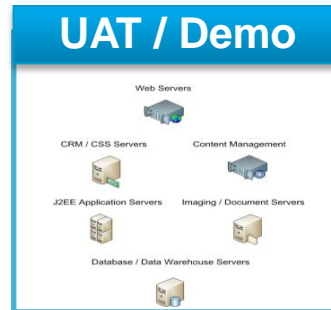 UAT / Demo
Web Servers
CRM / CSS Servers
Content Management
J2EE Application Servers
Imaging / Document Servers
Database / Data Warehouse Servers